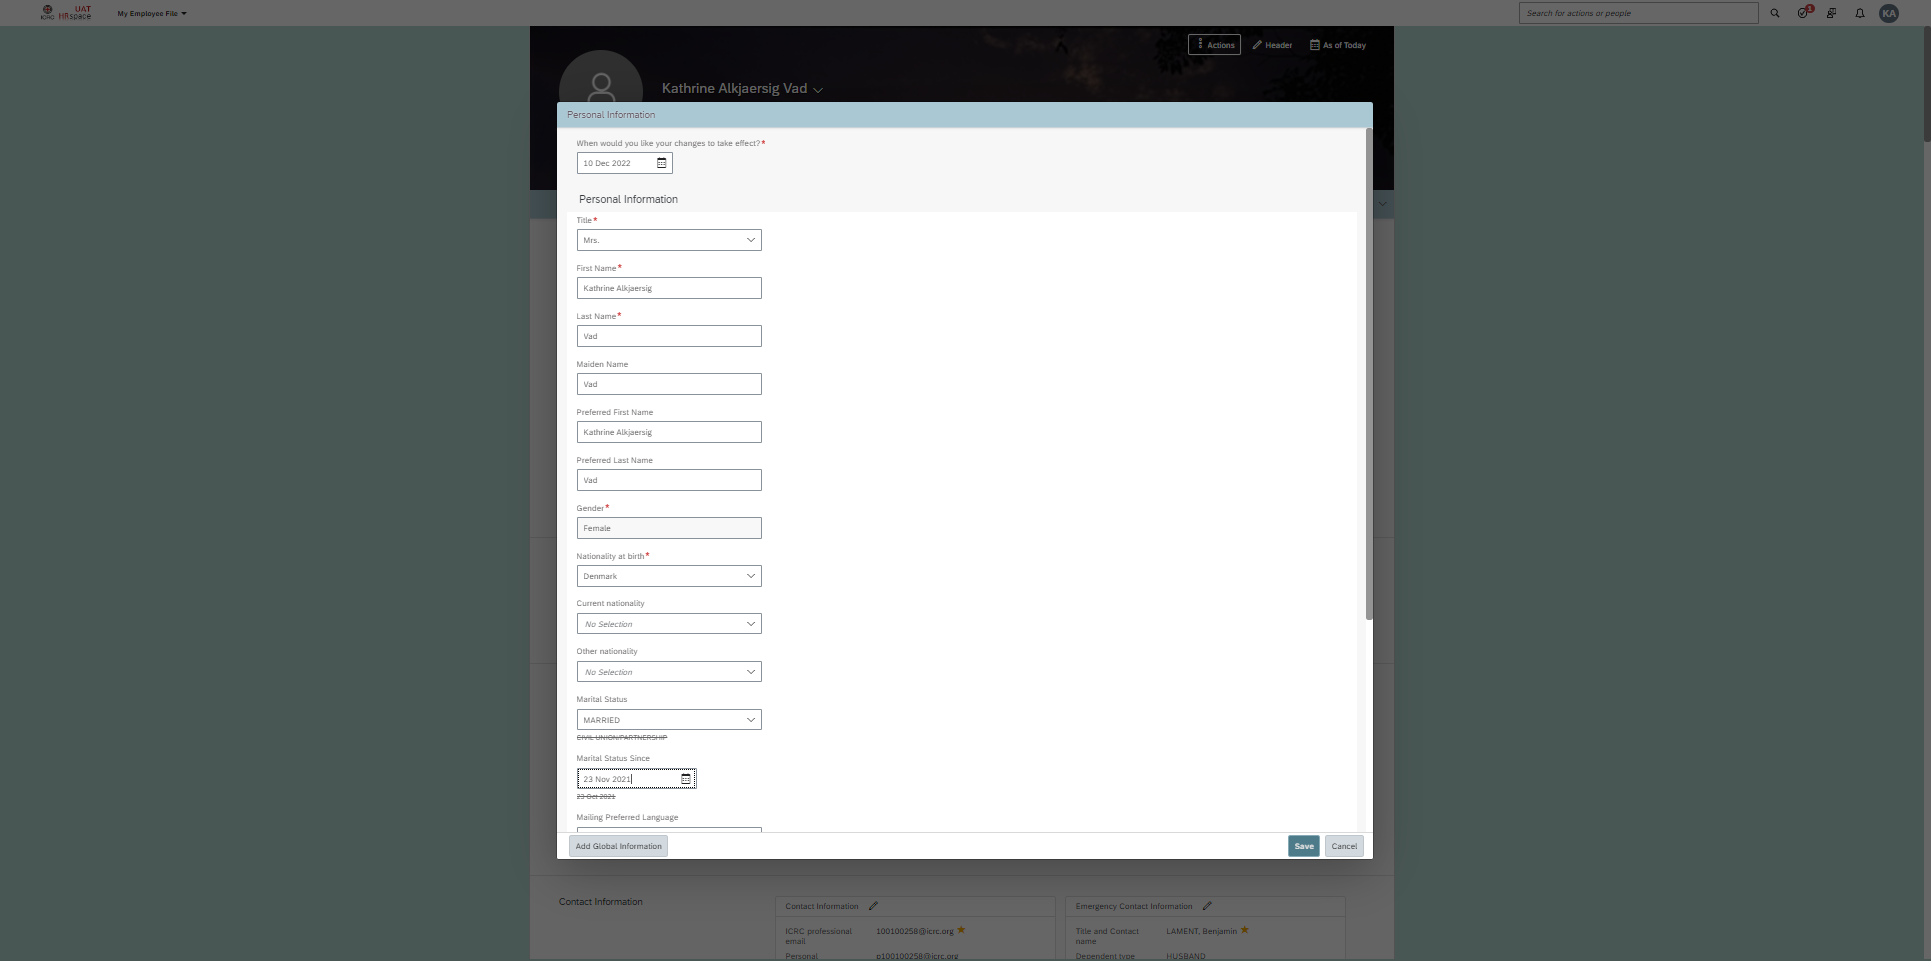 ICRC UAT HRspace My Employee File
Search for actions or people
1
KA
Actions Header As of Today
Kathrine Alkjaersig Vad
Personal Information
When would you like your changes to take effect?*
10 Dec 2022
Personal Information
Title*
Mrs.
First Name*
Kathrine Alkjaersig
Last Name*
Vad
Maiden Name
Vad
Preferred First Name
Kathrine Alkjaersig
Preferred Last Name
Vad
Gender*
Female
Nationality at birth*
Denmark
Current nationality
No Selection
Other nationality
No Selection
Marital Status
MARRIED
CIVIL UNION/PARTNERSHIP
Marital Status Since
23 Nov 2021
23 Oct 2021
Mailing Preferred Language
Add Global Information Save Cancel
Contact Information
Contact Information
ICRC professional email 100100258@icrc.org
Personal p100100258@icrc.org
Emergency Contact Information
Title and Contact name LAMENT, Benjamin
Dependent type HUSBAND